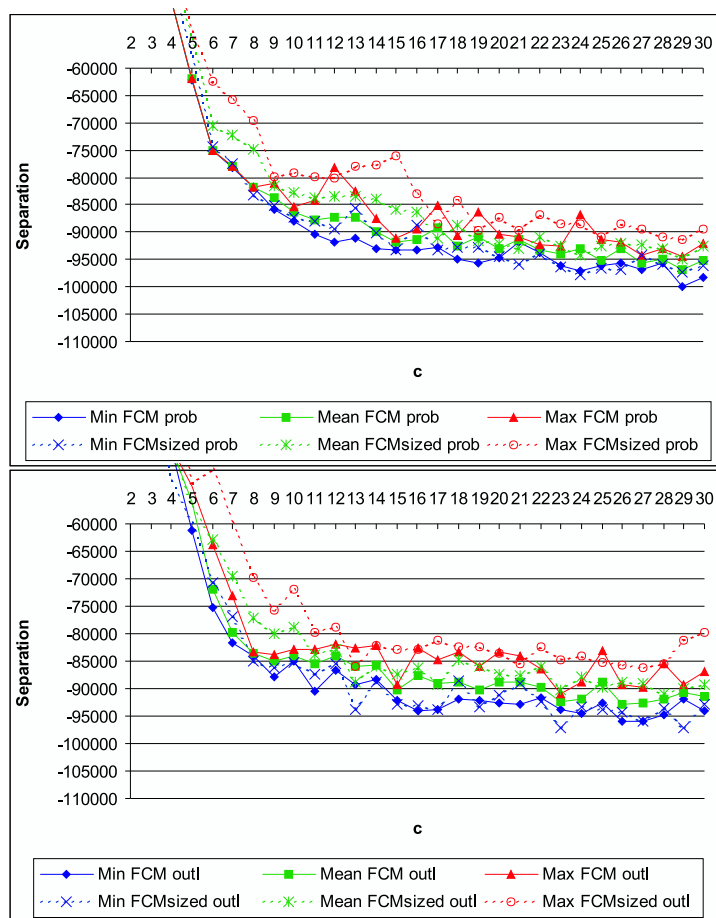 2 3 4 5 6 7 8 9 10 11 12 13 14 15 16 17 18 19 20 21 22 23 24 25 26 27 28 29 30
-60000
-65000
-70000
-75000
-80000
-85000
-90000
-95000
-100000
-105000
-110000
Separation
c
Min FCM prob Mean FCM prob Max FCM prob
Min FCMsized prob Mean FCMsized prob Max FCMsized prob
2 3 4 5 6 7 8 9 10 11 12 13 14 15 16 17 18 19 20 21 22 23 24 25 26 27 28 29 30
-60000
-65000
-70000
-75000
-80000
-85000
-90000
-95000
-100000
-105000
-110000
Separation
c
Min FCM outl Mean FCM outl Max FCM outl
Min FCMsized outl Mean FCMsized outl Max FCMsized outl